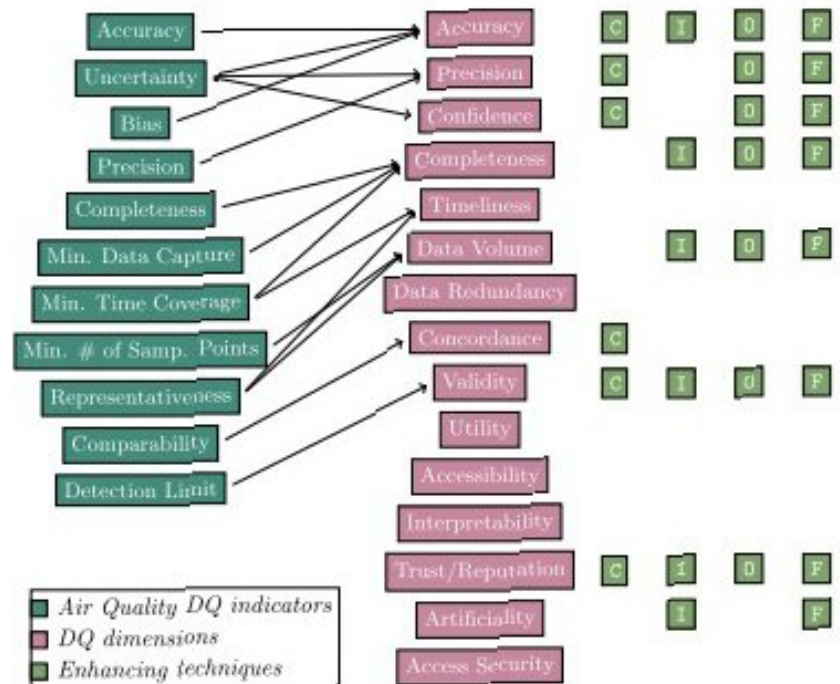 Accuracy
Uncertainty
Bias
Precision
Completeness
Min. Data Capture
Min. Time Coverage
Min. # of Samp. Points
Representativeness
Comparability
Detection Limit
Accuracy C I O F
Precision C O F
Confidence C O F
Completeness I O F
Timeliness
Data Volume I O F
Data Redundancy
Concordance C
Validity C I O F
Utility
Accessibility
Interpretability
Trust/Reputation C I O F
Artificiality I F
Access Security
Air Quality DQ indicators
DQ dimensions
Enhancing techniques